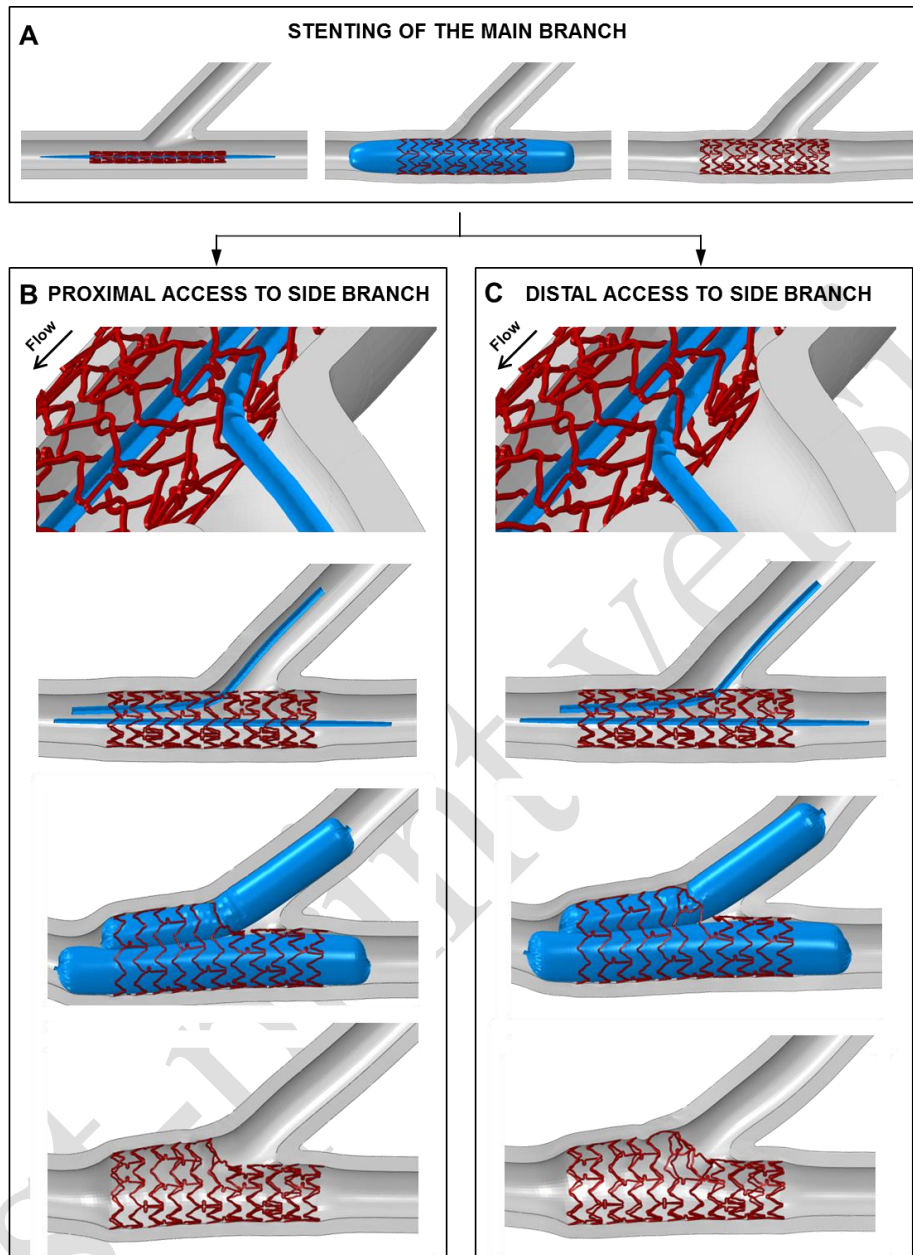 A
STENTING OF THE MAIN BRANCH
B PROXIMAL ACCESS TO SIDE BRANCH
Flow
C DISTAL ACCESS TO SIDE BRANCH
Flow